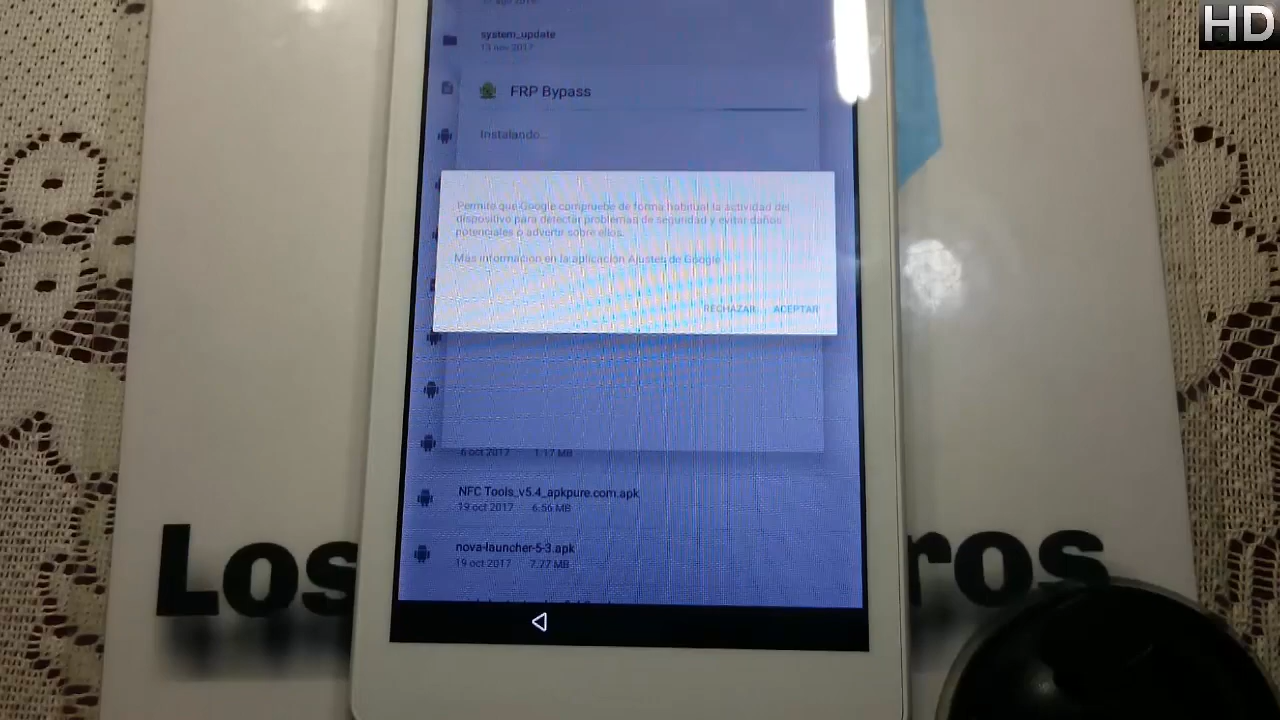 HD
system_update
13 nov 2017
FRP Bypass
Instalando...
Permite que Google compruebe de forma habitual la actividad del
dispositivo para detectar problemas de seguridad y evitar daños
potenciales o advertir sobre ellos.
Más información en la aplicación Ajustes de Google
RECHAZAR ACEPTAR
6 oct 2017 1.17 MB
NFC Tools_v5.4_apkpure.com.apk
19 oct 2017 6.56 MB
nova-launcher-5-3.apk
19 oct 2017 7.77 MB
Los ros